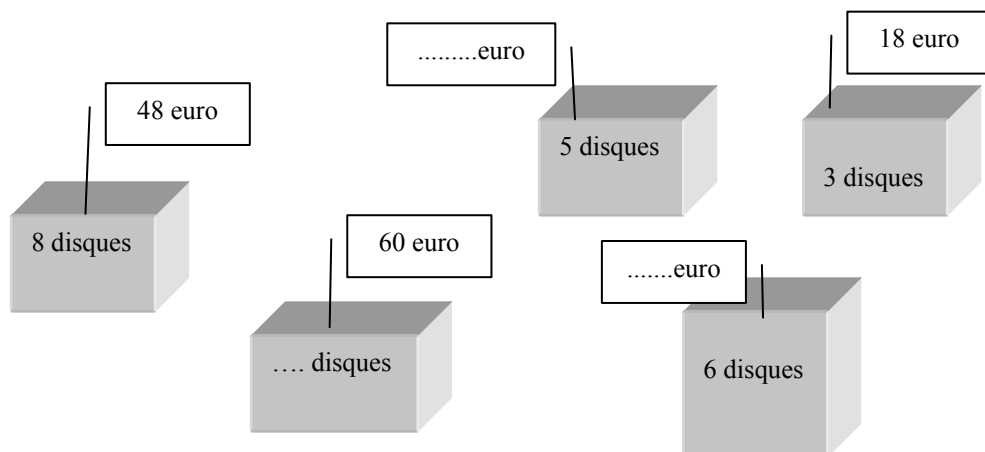 .........euro
18 euro
48 euro
5 disques
3 disques
8 disques
60 euro
.......euro
.... disques
6 disques